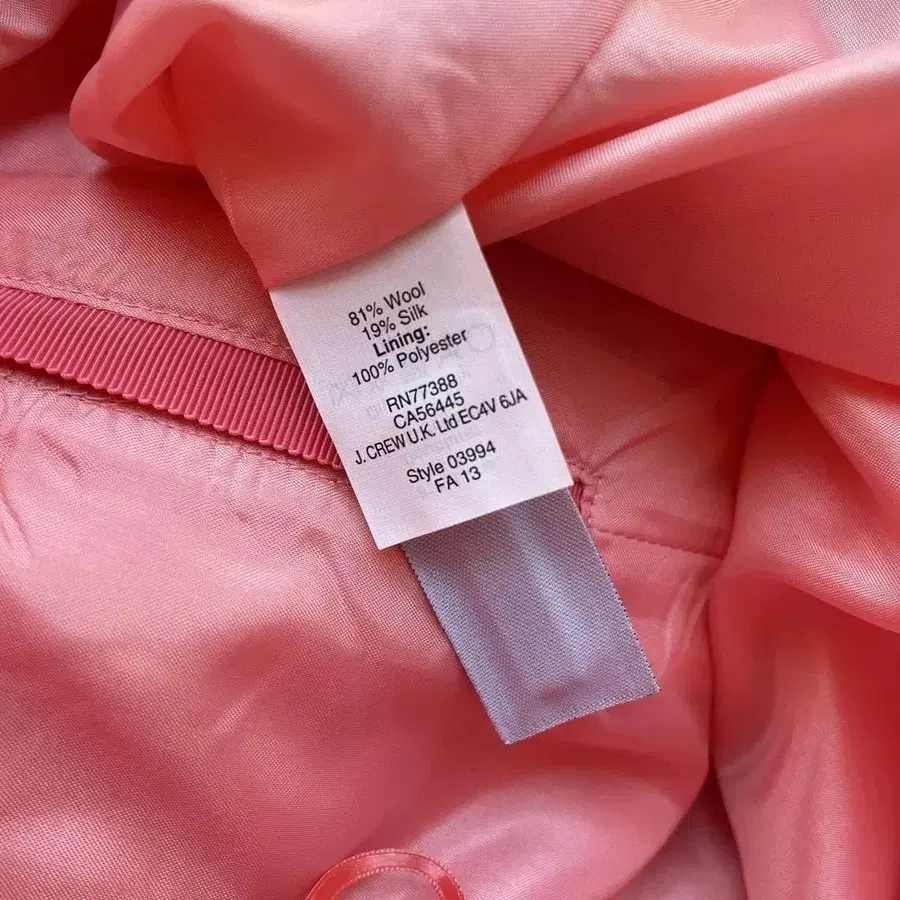 81% Wool
19% Silk
Lining:
100% Polyester
RN77388
CA56445
J. CREW U.K. Ltd EC4V 6JA
Style 03994
FA 13